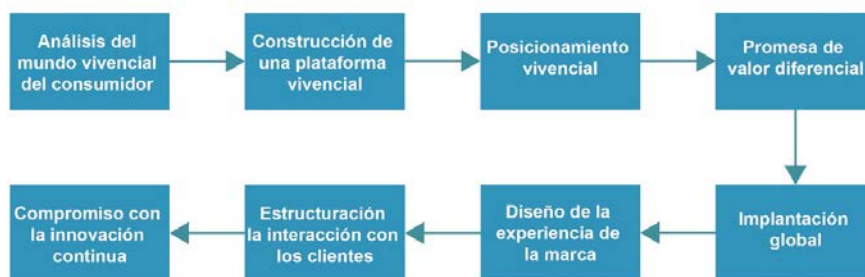 Análisis del
mundo vivencial
del consumidor
Construcción de
una plataforma
vivencial
Posicionamiento
vivencial
Promesa de
valor diferencial
Implantación
global
Diseño de la
experiencia de
la marca
Estructuración
la interacción con
los clientes
Compromiso con
la innovación
continua